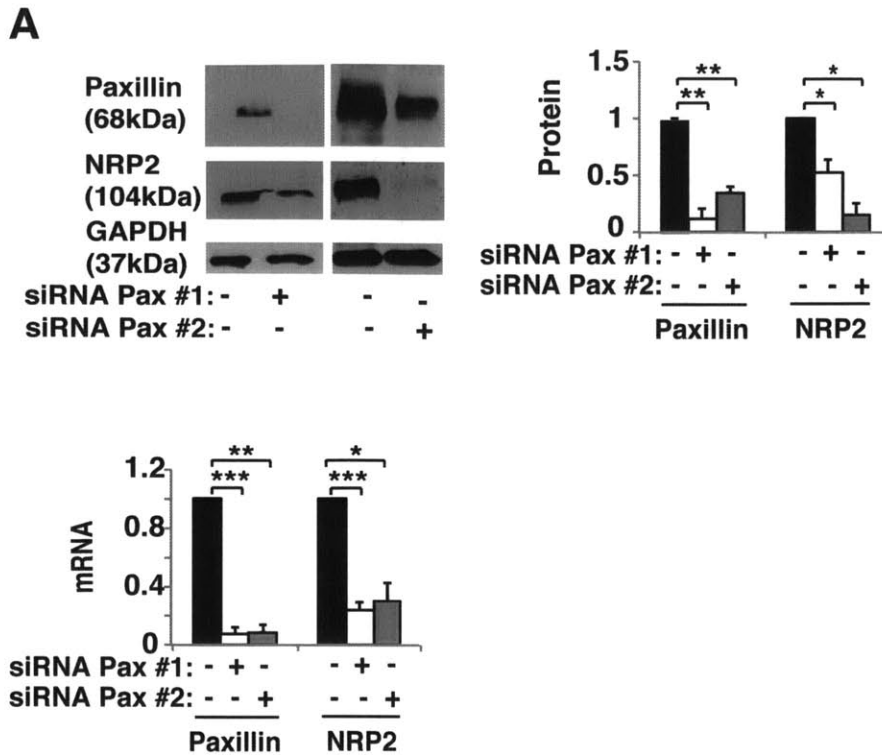 A
Paxillin
(68kDa)
NRP2
(104kDa)
GAPDH
(37kDa)
siRNA Pax #1: - + - -
siRNA Pax #2: - - - +
Protein
1.5
1
0.5
0
** **
* *
siRNA Pax #1: - + - - + -
siRNA Pax #2: - - + - - +
Paxillin NRP2
mRNA
1.2
0.8
0.4
0
** *
*** ***
siRNA Pax #1: - + - - + -
siRNA Pax #2: - - + - - +
Paxillin NRP2